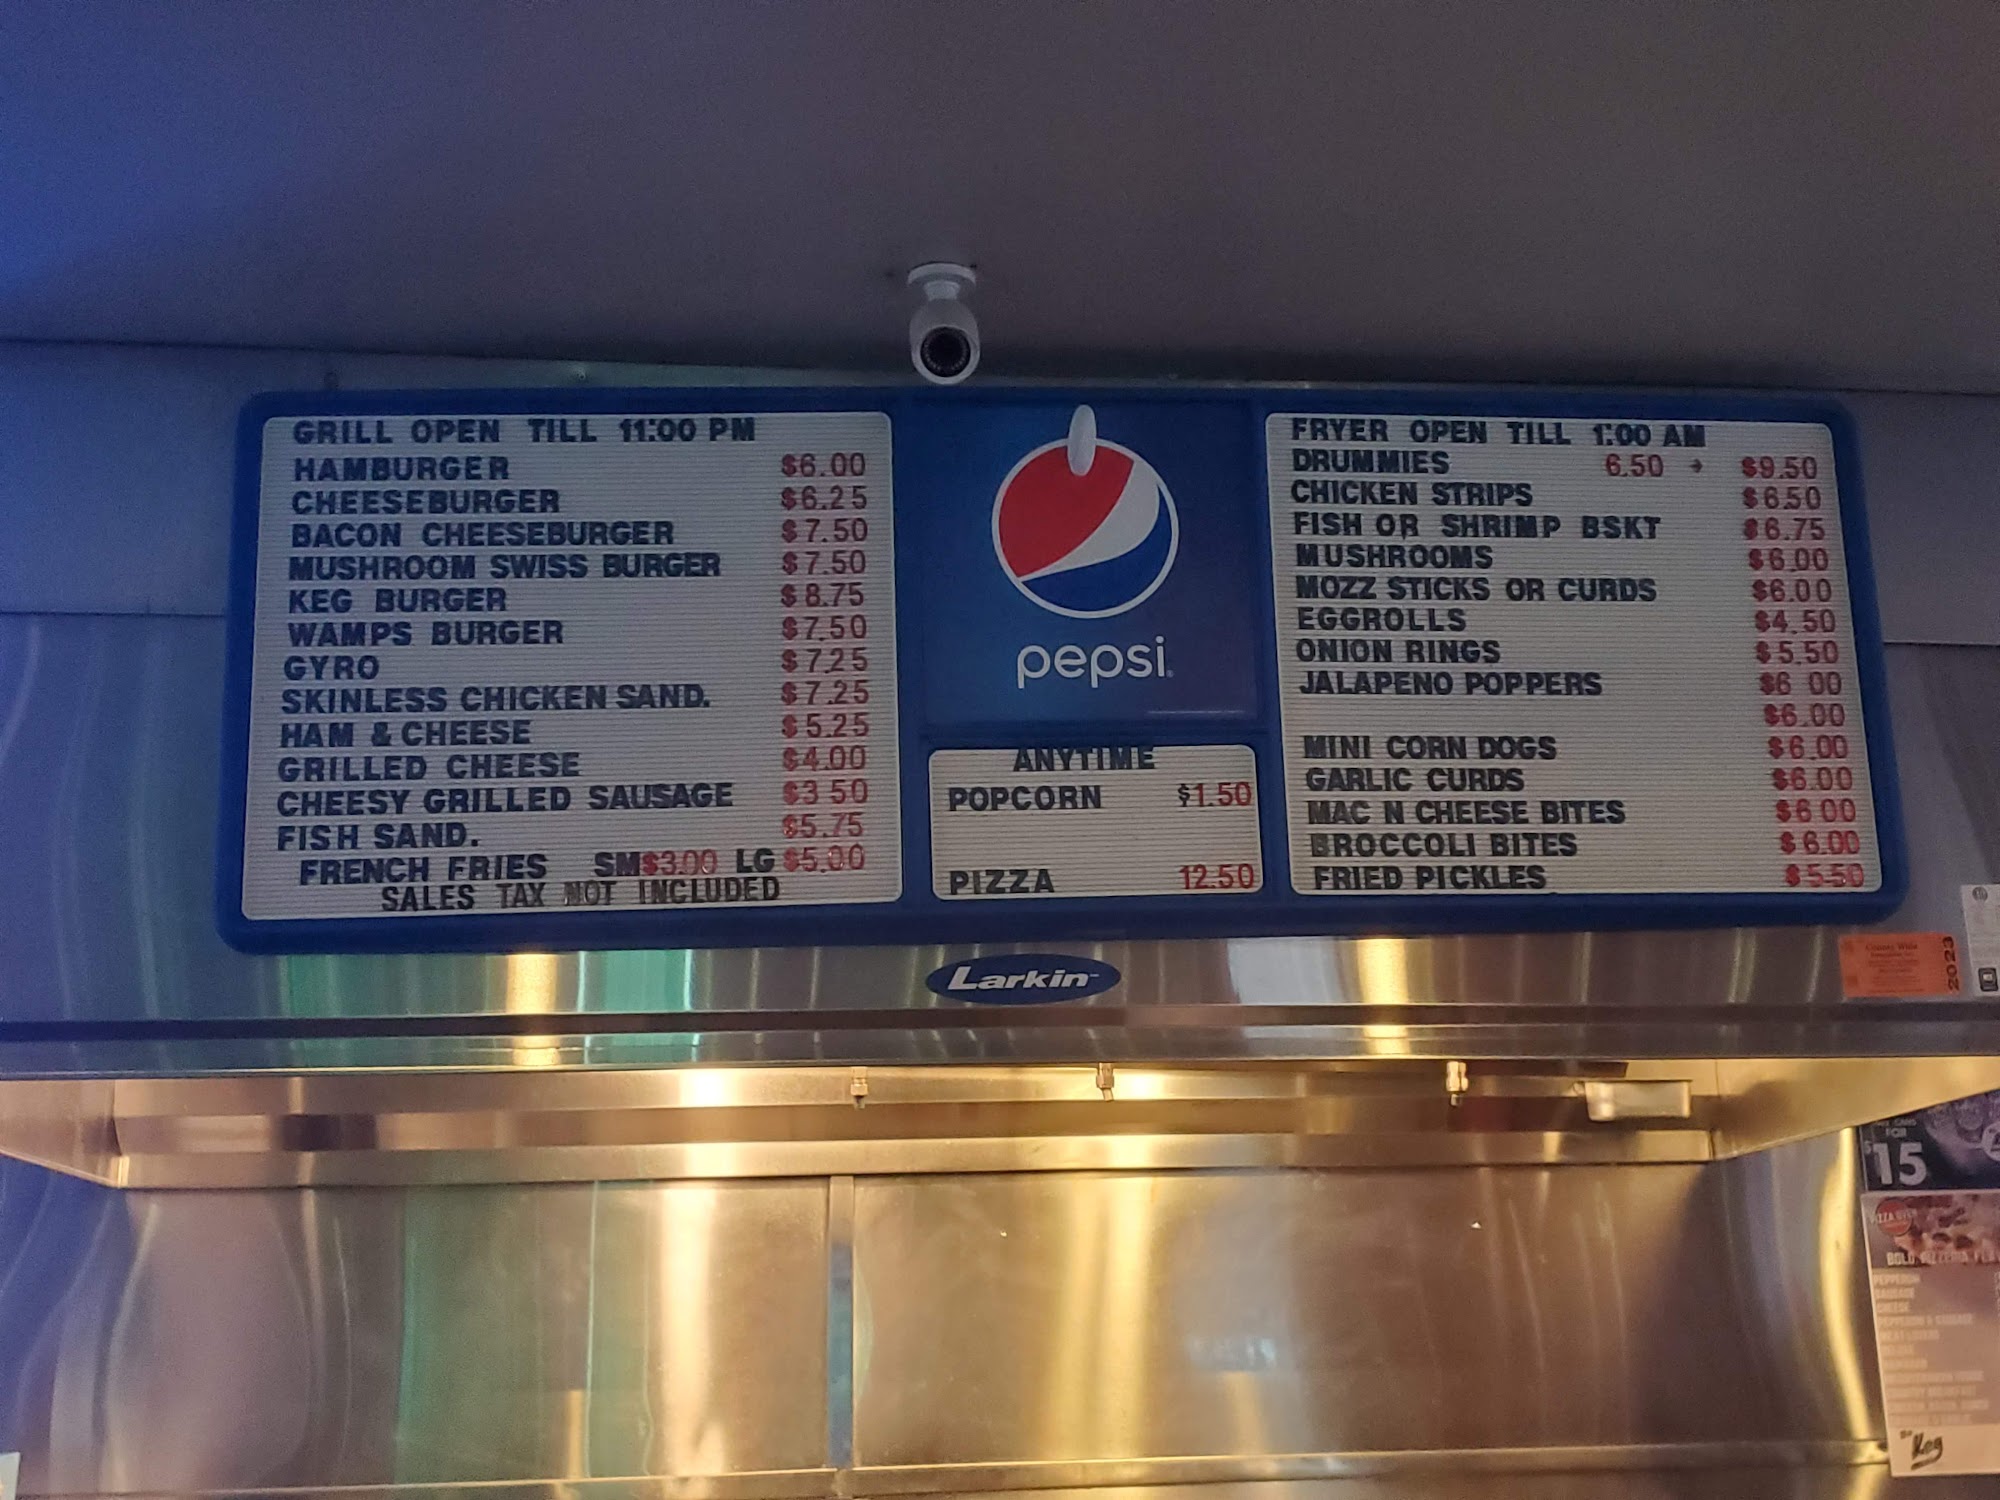 GRILL OPEN TILL 11:00 PM
HAMBURGER $6.00
CHEESEBURGER $6.25
BACON CHEESEBURGER $7.50
MUSHROOM SWISS BURGER $7.50
KEG BURGER $8.75
WAMPS BURGER $7.50
GYRO $7.25
SKINLESS CHICKEN SAND. $7.25
HAM & CHEESE $5.25
GRILLED CHEESE $4.00
CHEESY GRILLED SAUSAGE $3 50
FISH SAND. $5.75
FRENCH FRIES SM$3.00 LG $5.00
SALES TAX NOT INCLUDED
pepsi
ANYTIME
POPCORN $1.50
PIZZA 12.50
FRYER OPEN TILL 1:00 AM
DRUMMIES 6.50 → $9.50
CHICKEN STRIPS $6.50
FISH OR SHRIMP BSKT $6.75
MUSHROOMS $6.00
MOZZ STICKS OR CURDS $6.00
EGGROLLS $4.50
ONION RINGS $5.50
JALAPENO POPPERS $6 00
$6.00
MINI CORN DOGS $6.00
GARLIC CURDS $6.00
MAC N CHEESE BITES $6 00
BROCCOLI BITES $6.00
FRIED PICKLES $5.50
Larkin
2023
FOR
$15
PEPPERONI
SAUSAGE
CHEESE
Keg